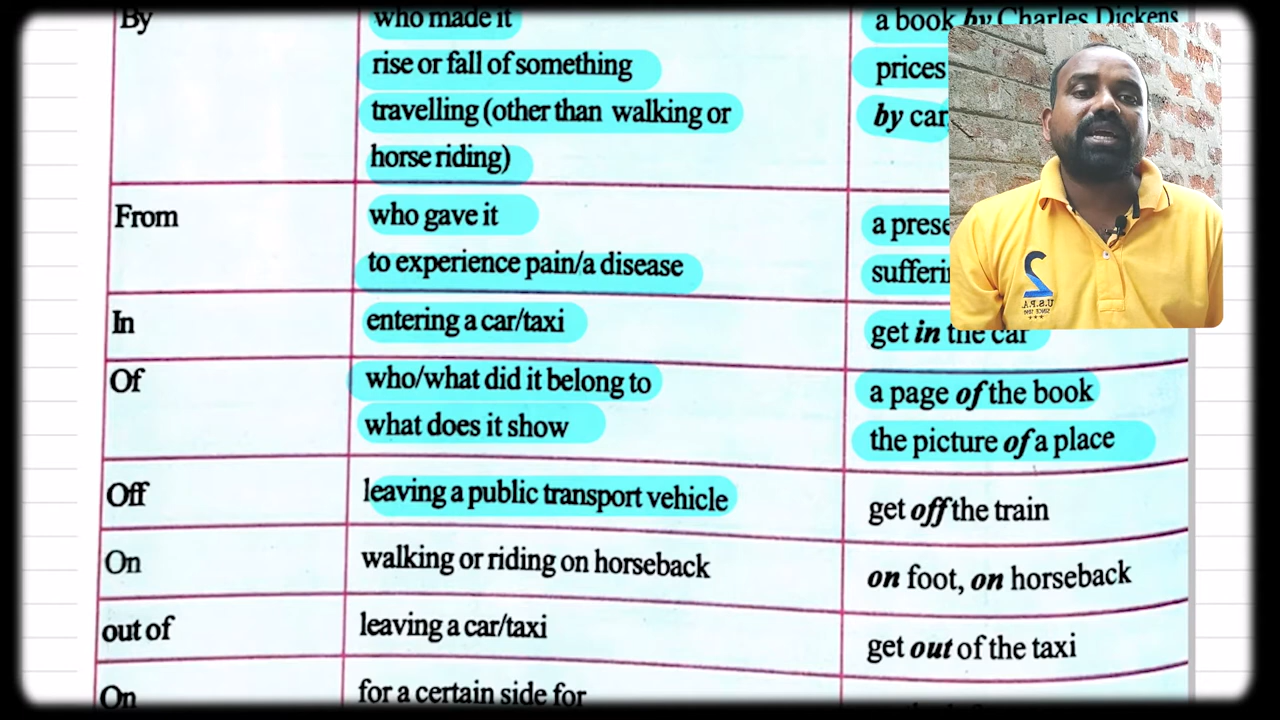 By who made it a book by Charles Dickens
rise or fall of something prices
travelling (other than walking or by car
horse riding)
From who gave it a
to experience pain/a disease
In entering a car/taxi get in the car
Of who/what did it belong to a page of the book
what does it show the picture of a place
Off leaving a public transport vehicle get off the train
On walking or riding on horseback on foot, on horseback
out of leaving a car/taxi get out of the taxi
On for a certain side for
U.S.P.A.
SINCE 1890